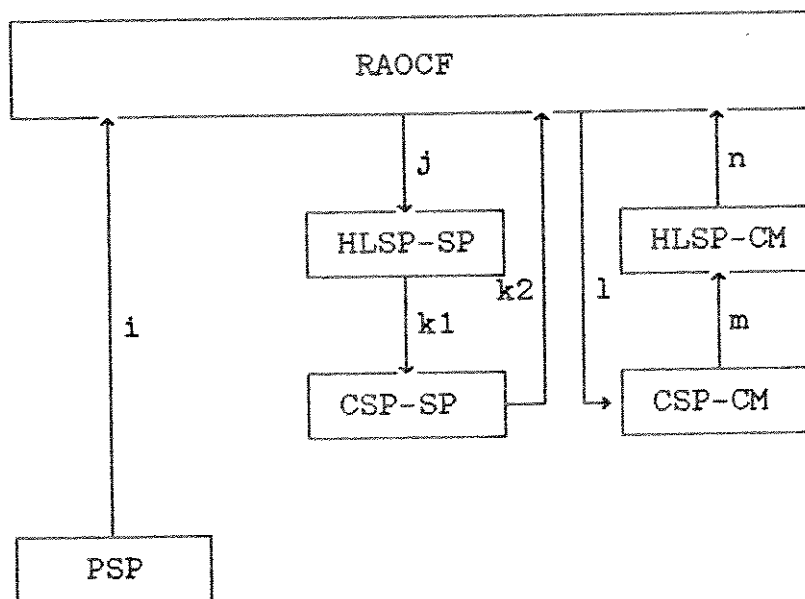 RAOCF
j
n
HLSP-SP
HLSP-CM
i
k1
k2
l
m
CSP-SP
CSP-CM
PSP